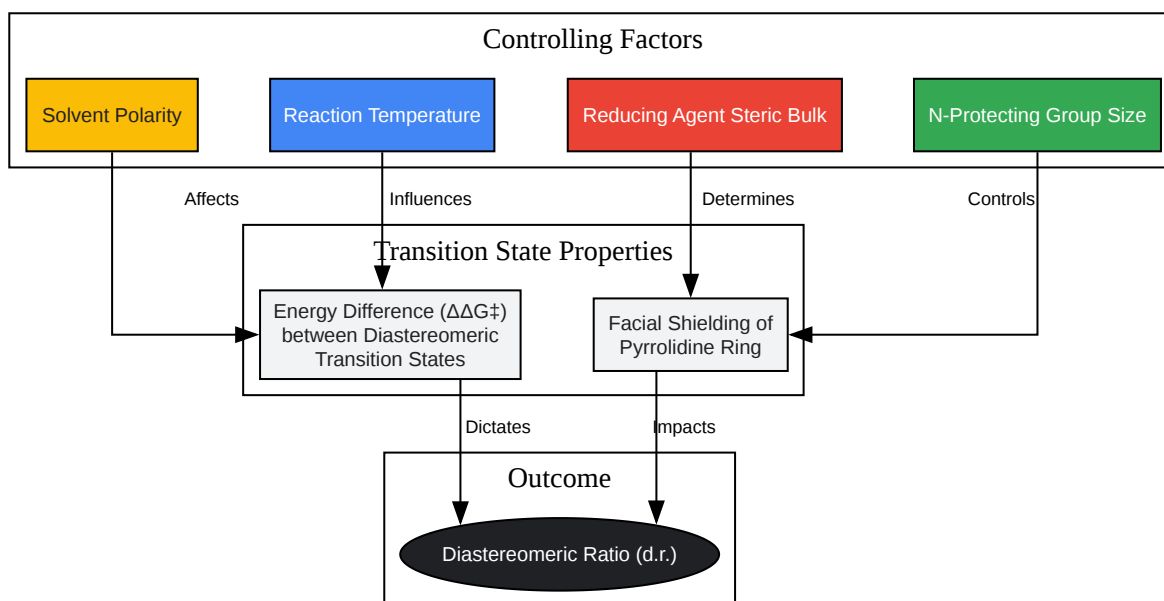 Controlling Factors
Solvent Polarity
Reaction Temperature
Reducing Agent Steric Bulk
N-Protecting Group Size
Affects
Influences
Determines
Controls
Transition State Properties
Energy Difference (ΔΔG‡)
between Diastereomeric
Transition States
Facial Shielding of
Pyrrolidine Ring
Dictates
Impacts
Outcome
Diastereomeric Ratio (d.r.)